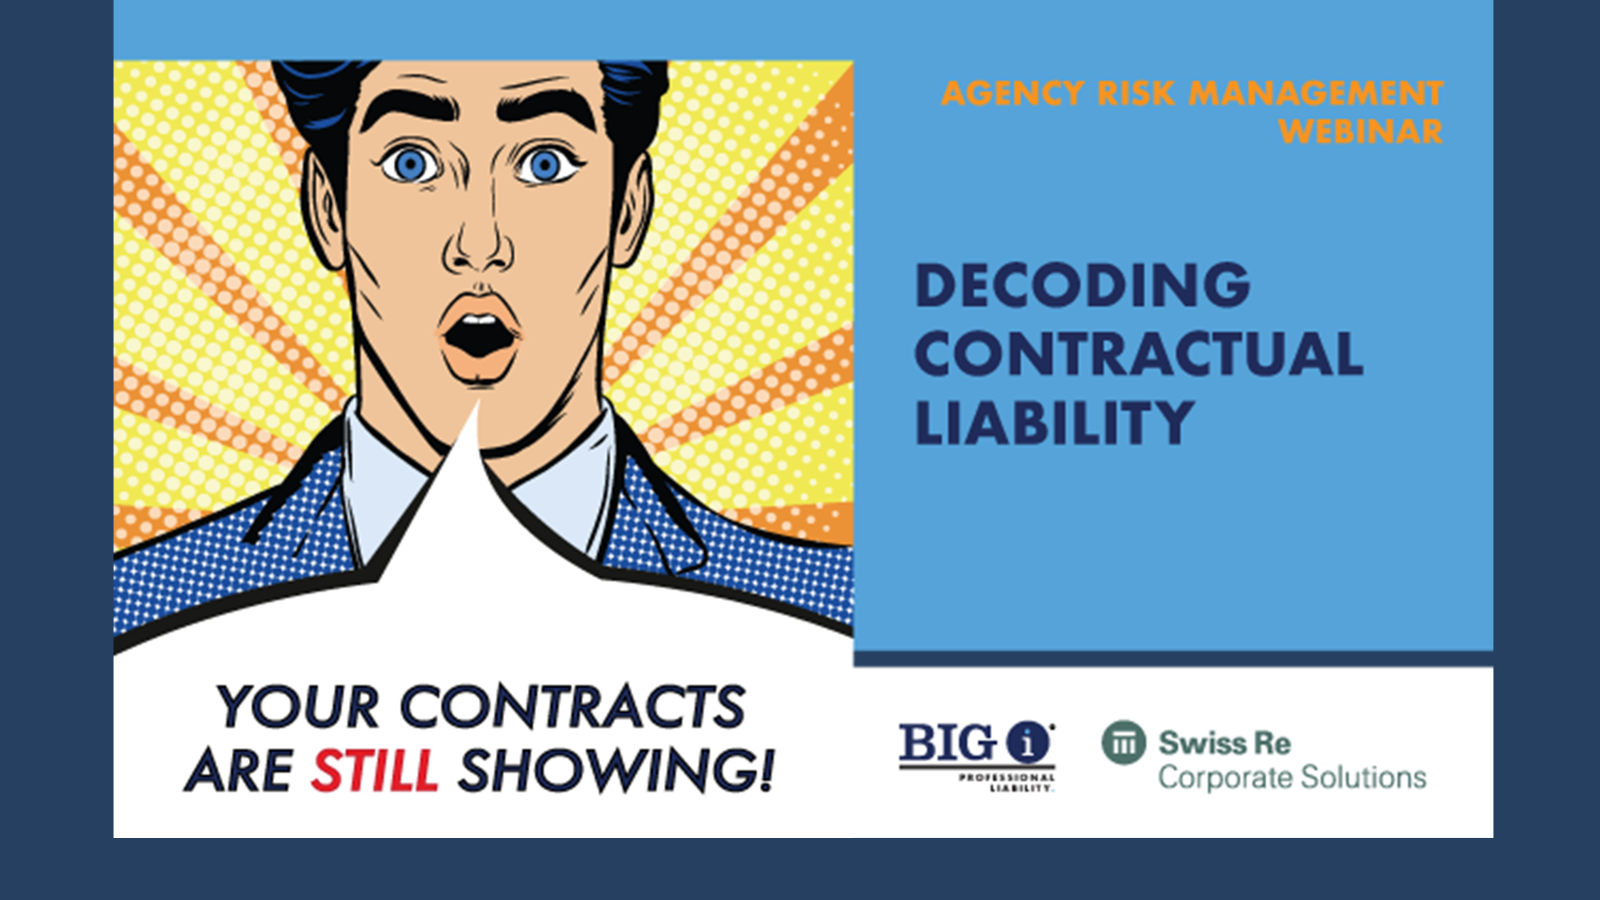 AGENCY RISK MANAGEMENT
WEBINAR
DECODING
CONTRACTUAL
LIABILITY
YOUR CONTRACTS
ARE STILL SHOWING!
BIG i
PROFESSIONAL
LIABILITY
Swiss Re
Corporate Solutions